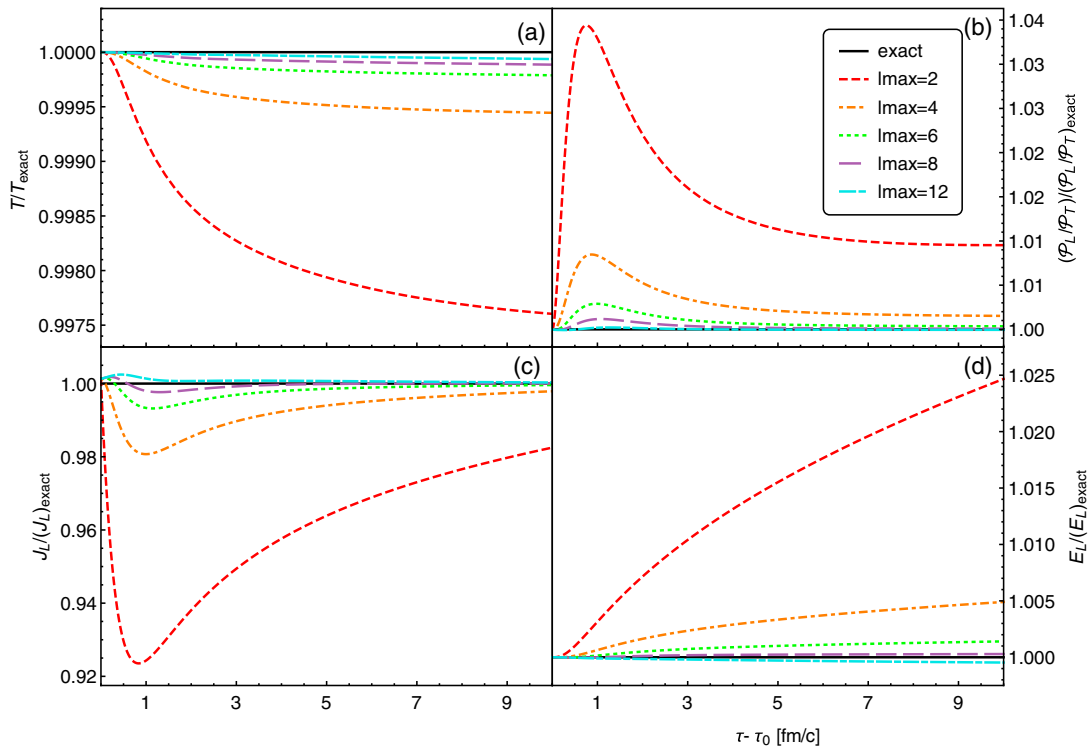 (a)
1.0000
0.9995
0.9990
0.9985
0.9980
0.9975
T/T_exact
(b)
exact
lmax=2
lmax=4
lmax=6
lmax=8
lmax=12
1.04
1.03
1.03
1.02
1.02
1.01
1.01
1.00
(𝒫_L/𝒫_T)/(𝒫_L/𝒫_T)_exact
(c)
1.00
0.98
0.96
0.94
0.92
J_L/(J_L)_exact
1 3 5 7 9
(d)
1.025
1.020
1.015
1.010
1.005
1.000
E_L/(E_L)_exact
1 3 5 7 9
τ- τ₀ [fm/c]